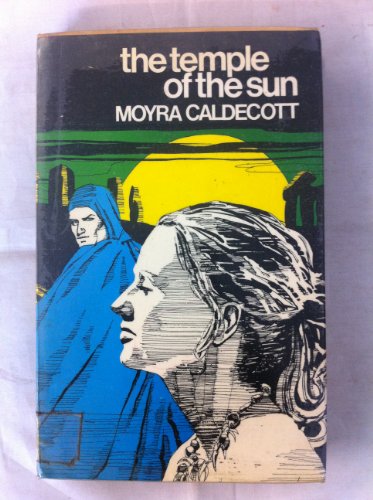 the temple
of the sun
MOYRA CALDECOTT